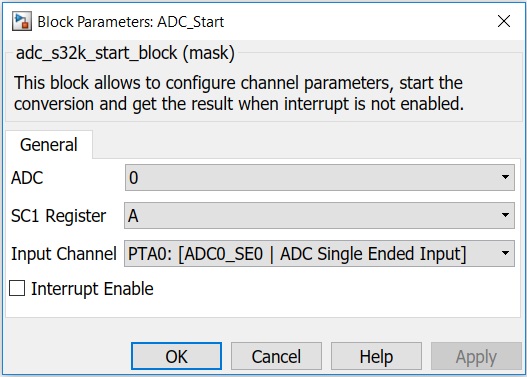 Block Parameters: ADC_Start
adc_s32k_start_block (mask)
This block allows to configure channel parameters, start the
conversion and get the result when interrupt is not enabled.
General
ADC 0
SC1 Register A
Input Channel PTA0: [ADC0_SE0 | ADC Single Ended Input]
Interrupt Enable
OK Cancel Help Apply